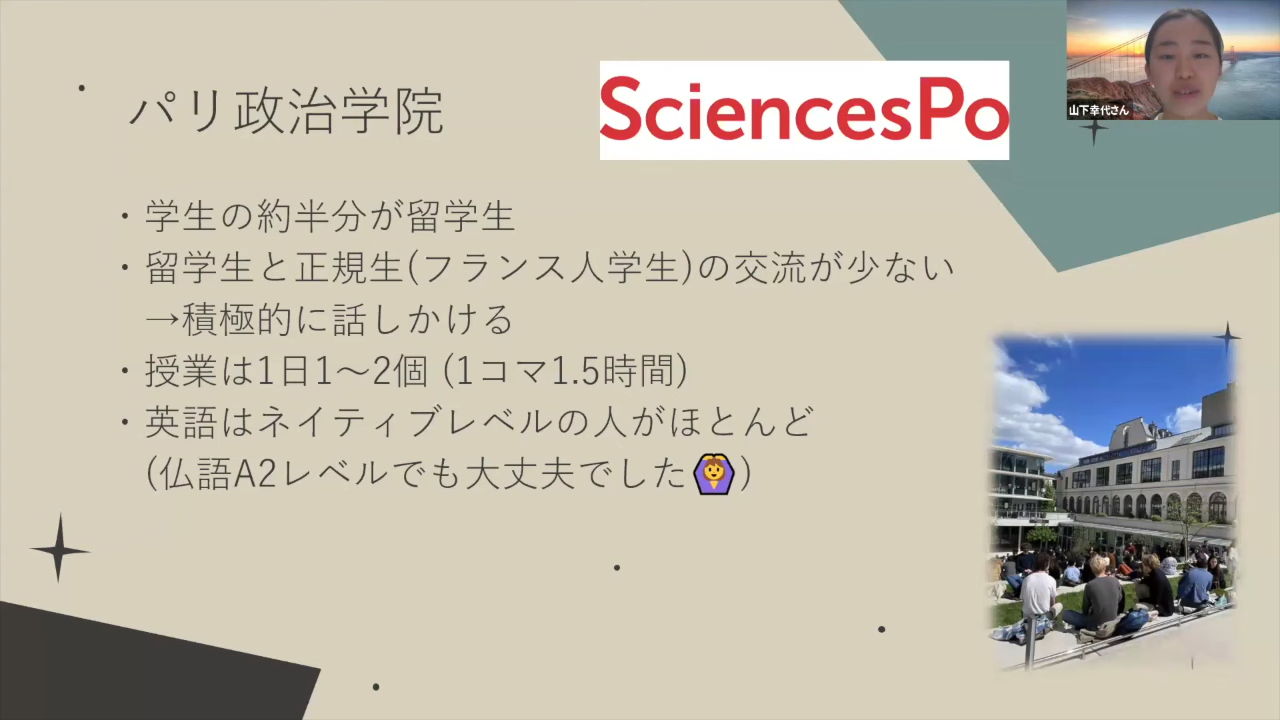 パリ政治学院
SciencesPo
山下幸代さん
・学生の約半分が留学生
・留学生と正規生(フランス人学生)の交流が少ない
→積極的に話しかける
・授業は1日1〜2個 (1コマ1.5時間)
・英語はネイティブレベルの人がほとんど
(仏語A2レベルでも大丈夫でした🙆)